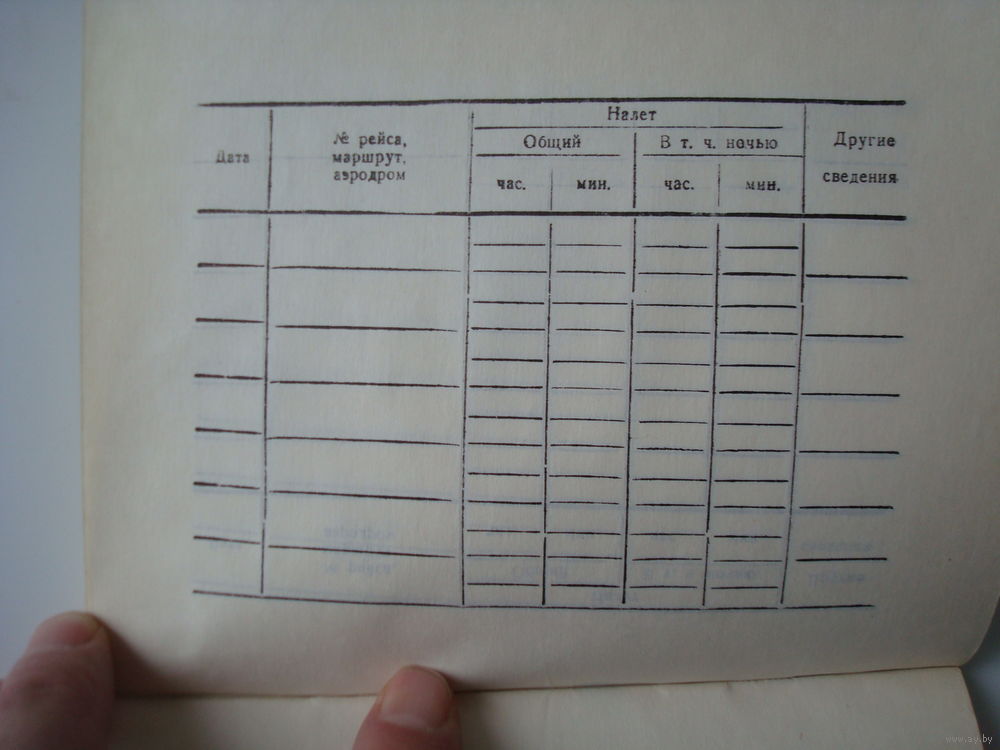 Дата
№ рейса,
маршрут,
аэродром
Налет
Общий
В т. ч. ночью
час.
мин.
час.
мин.
Другие
сведения
www.ay.by